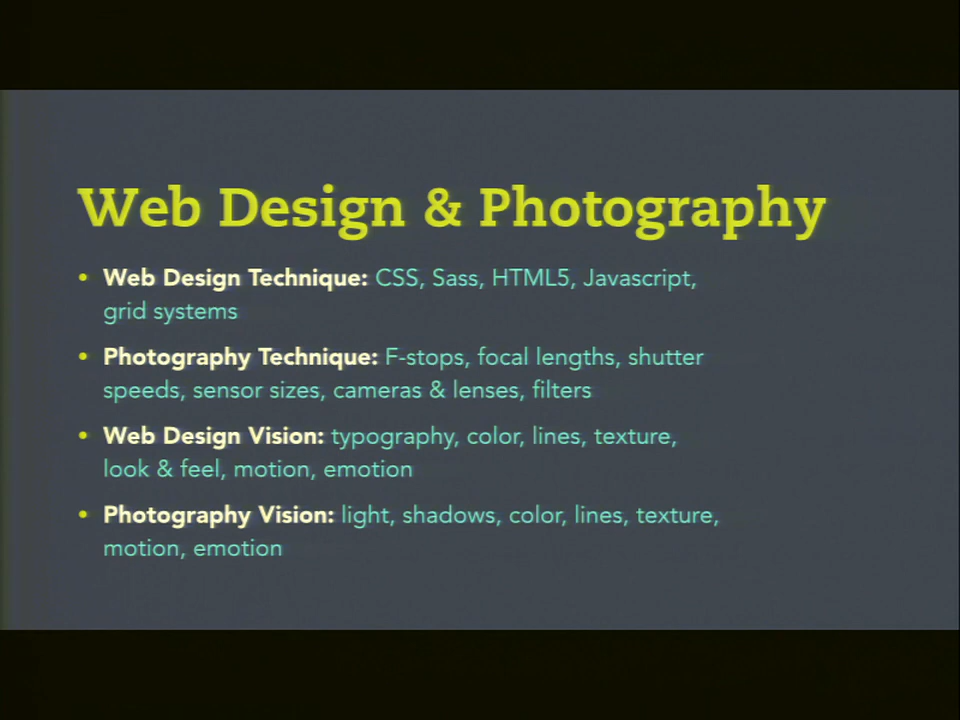 Web Design & Photography
• Web Design Technique: CSS, Sass, HTML5, Javascript,
grid systems
• Photography Technique: F-stops, focal lengths, shutter
speeds, sensor sizes, cameras & lenses, filters
• Web Design Vision: typography, color, lines, texture,
look & feel, motion, emotion
• Photography Vision: light, shadows, color, lines, texture,
motion, emotion